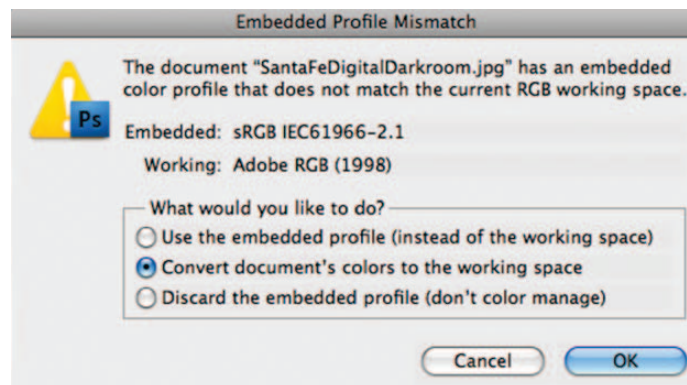 Embedded Profile Mismatch
The document “SantaFeDigitalDarkroom.jpg” has an embedded
color profile that does not match the current RGB working space.
Ps
Embedded: sRGB IEC61966-2.1
Working: Adobe RGB (1998)
What would you like to do?
Use the embedded profile (instead of the working space)
Convert document's colors to the working space
Discard the embedded profile (don't color manage)
Cancel OK